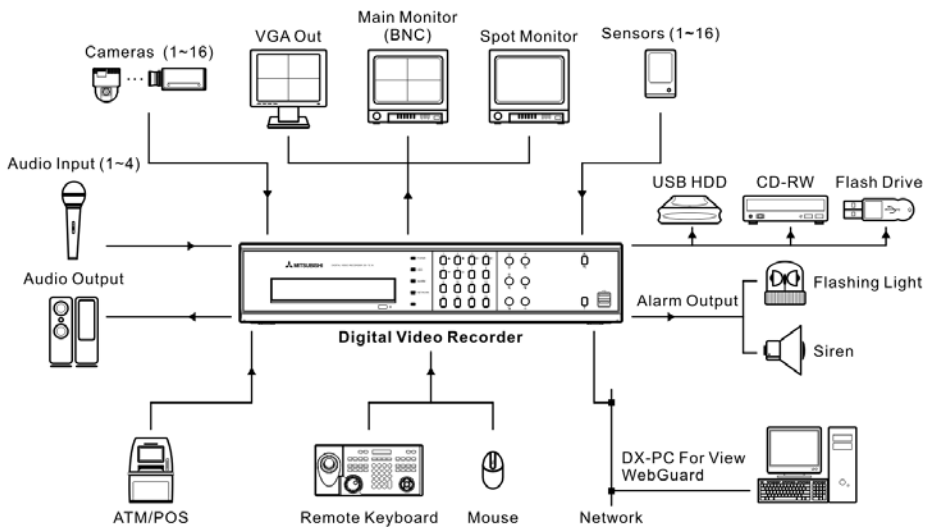 Cameras (1~16)
VGA Out
Main Monitor
(BNC)
Spot Monitor
Sensors (1~16)
Audio Input (1~4)
USB HDD
CD-RW
Flash Drive
MITSUBISHI
Audio Output
Alarm Output
Flashing Light
Digital Video Recorder
Siren
DX-PC For View
WebGuard
ATM/POS
Remote Keyboard
Mouse
Network